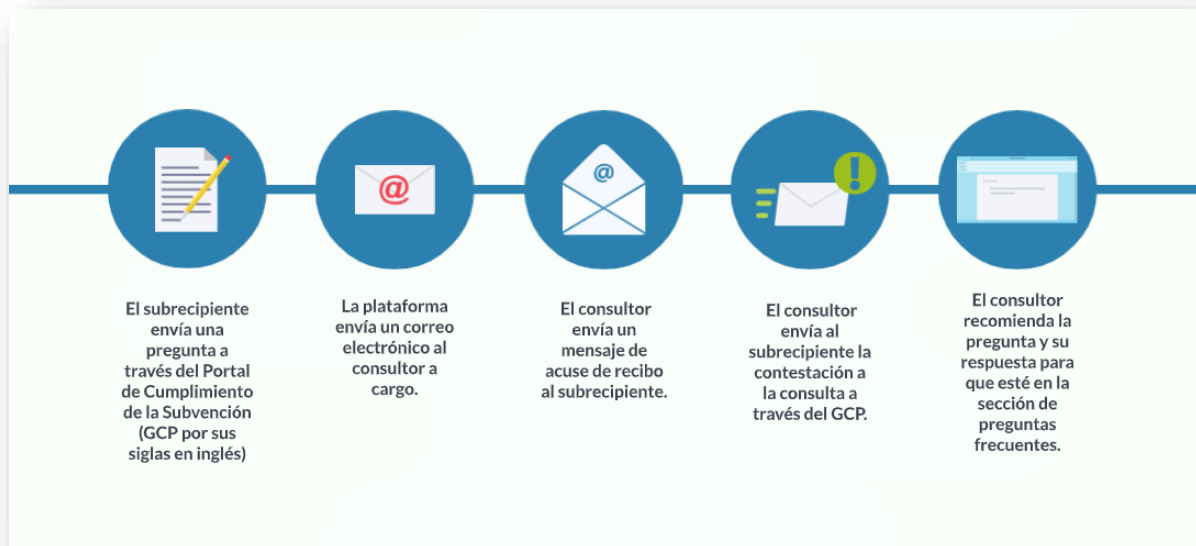 @
@
!
El subrecipiente
envía una
pregunta a
través del Portal
de Cumplimiento
de la Subvención
(GCP por sus
siglas en inglés)
La plataforma
envía un correo
electrónico al
consultor a
cargo.
El consultor
envía un
mensaje de
acuse de recibo
al subrecipiente.
El consultor
envía al
subrecipiente la
contestación a
la consulta a
través del GCP.
El consultor
recomienda la
pregunta y su
respuesta para
que esté en la
sección de
preguntas
frecuentes.